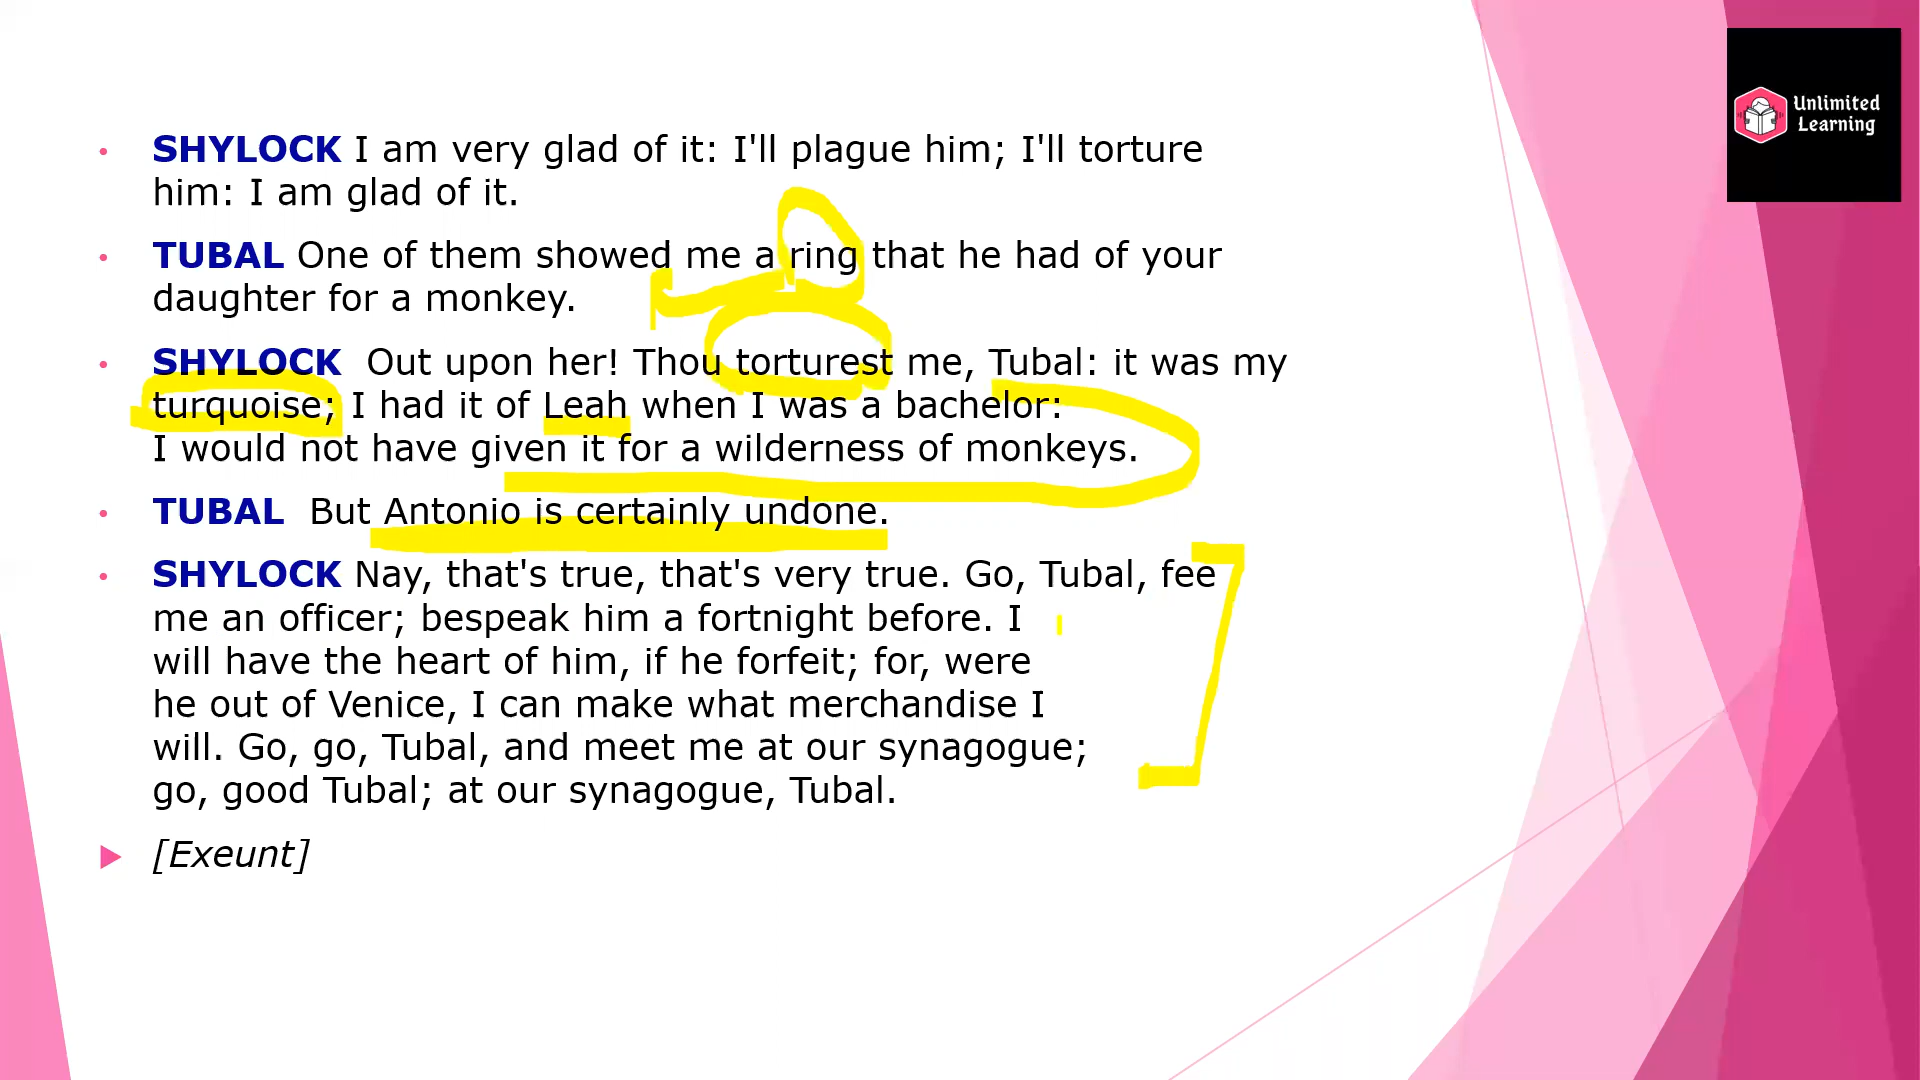 SHYLOCK I am very glad of it: I'll plague him; I'll torture
him: I am glad of it.
TUBAL One of them showed me a ring that he had of your
daughter for a monkey.
SHYLOCK Out upon her! Thou torturest me, Tubal: it was my
turquoise; I had it of Leah when I was a bachelor:
I would not have given it for a wilderness of monkeys.
TUBAL But Antonio is certainly undone.
SHYLOCK Nay, that's true, that's very true. Go, Tubal, fee
me an officer; bespeak him a fortnight before. I
will have the heart of him, if he forfeit; for, were
he out of Venice, I can make what merchandise I
will. Go, go, Tubal, and meet me at our synagogue;
go, good Tubal; at our synagogue, Tubal.
[Exeunt]
Unlimited
Learning